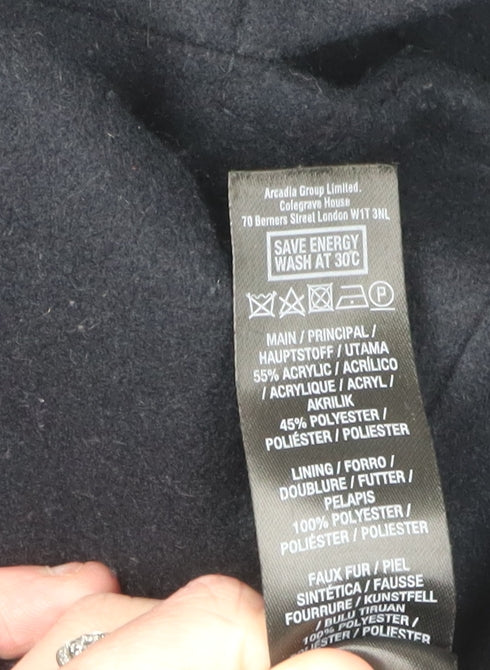 Arcadia Group Limited.
Colegrave House
70 Berners Street London W1T 3NL
SAVE ENERGY
WASH AT 30°C
P
MAIN / PRINCIPAL /
HAUPTSTOFF / UTAMA
55% ACRYLIC / ACRÍLICO
/ ACRYLIQUE / ACRYL /
AKRILIK
45% POLYESTER /
POLIÉSTER / POLIESTER
LINING / FORRO /
DOUBLURE / FUTTER /
PELAPIS
100% POLYESTER /
POLIÉSTER / POLIESTER
FAUX FUR / PIEL
SINTÉTICA / FAUSSE
FOURRURE / KUNSTFELL
/ BULU TIRUAN
100% POLYESTER /
POLIÉSTER / POLIESTER